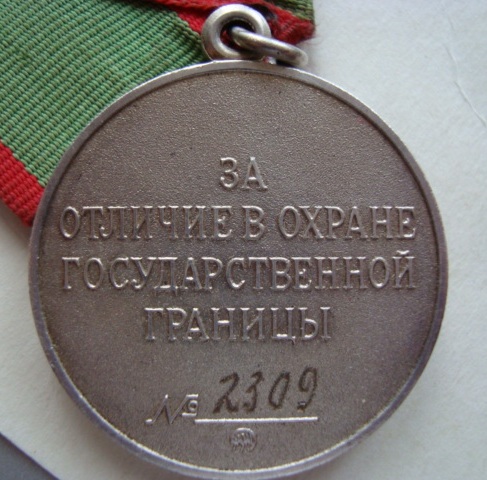 ЗА
ОТЛИЧИЕ В ОХРАНЕ
ГОСУДАРСТВЕННОЙ
ГРАНИЦЫ
№ 2309